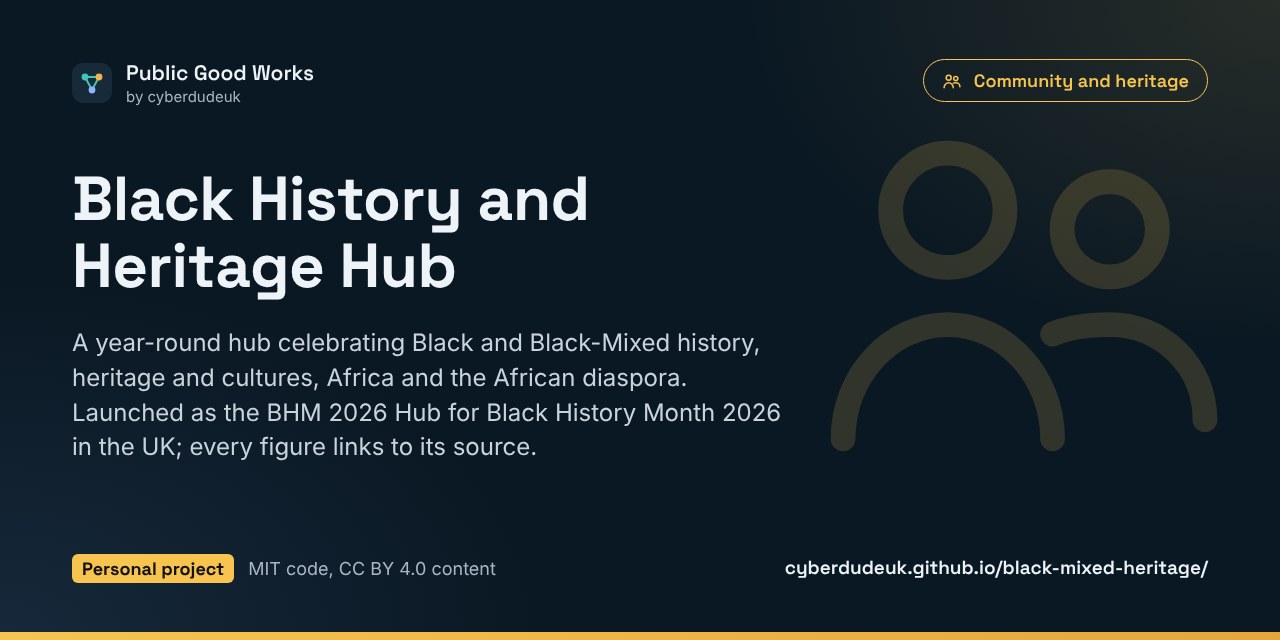 Public Good Works
by cyberdudeuk
Community and heritage
Black History and
Heritage Hub
A year-round hub celebrating Black and Black-Mixed history,
heritage and cultures, Africa and the African diaspora.
Launched as the BHM 2026 Hub for Black History Month 2026
in the UK; every figure links to its source.
Personal project
MIT code, CC BY 4.0 content
cyberdudeuk.github.io/black-mixed-heritage/